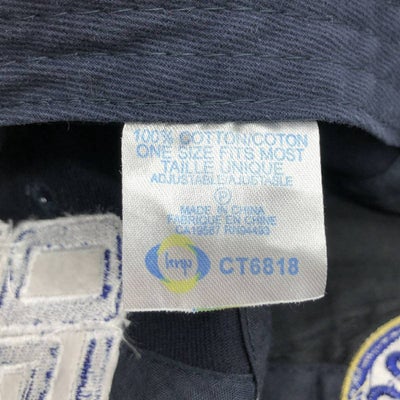 100% COTTON/COTON
ONE SIZE FITS MOST
TAILLE UNIQUE
ADJUSTABLE/AJUSTABLE
P
MADE IN CHINA
FABRIQUE EN CHINE
CA19587 RN94493
knp CT6818